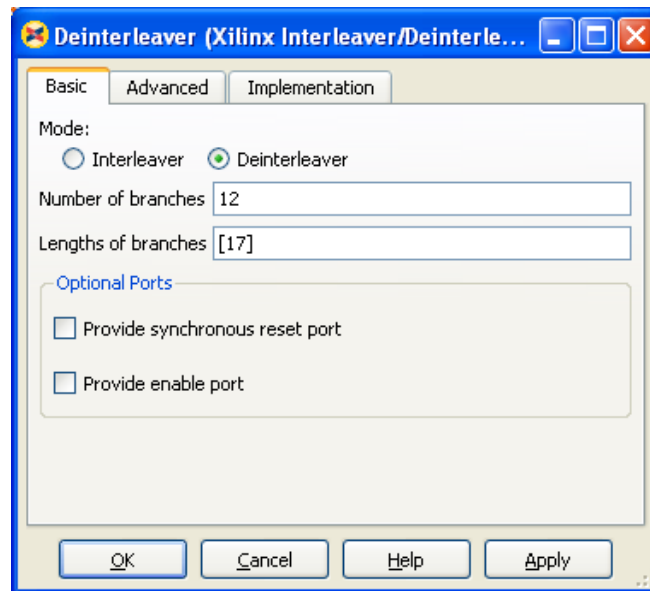 Deinterleaver (Xilinx Interleaver/Deinterle...
Basic Advanced Implementation
Mode:
Interleaver Deinterleaver
Number of branches 12
Lengths of branches [17]
Optional Ports
Provide synchronous reset port
Provide enable port
OK Cancel Help Apply